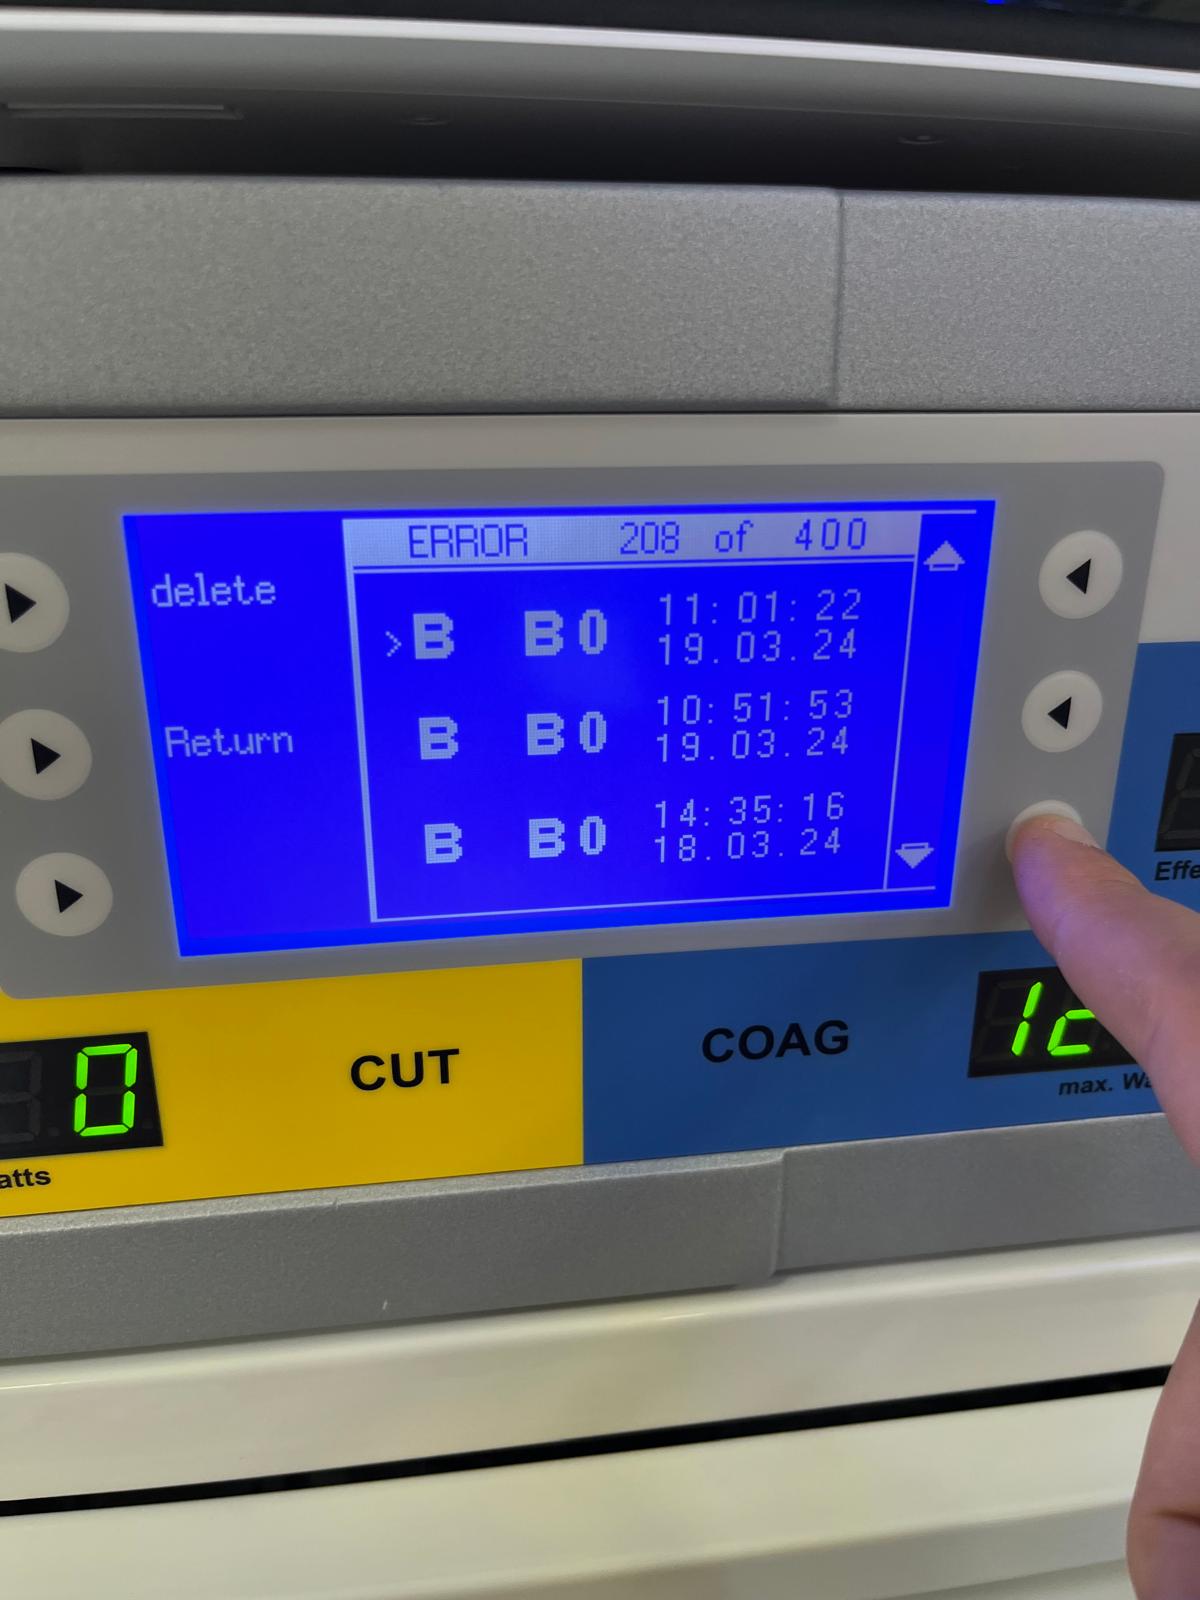 ERROR 208 of 400
delete
> B B0 11:01:22
19.03.24
Return
B B0 10:51:53
19.03.24
B B0 14:35:16
18.03.24
0
CUT
COAG
1c
max.